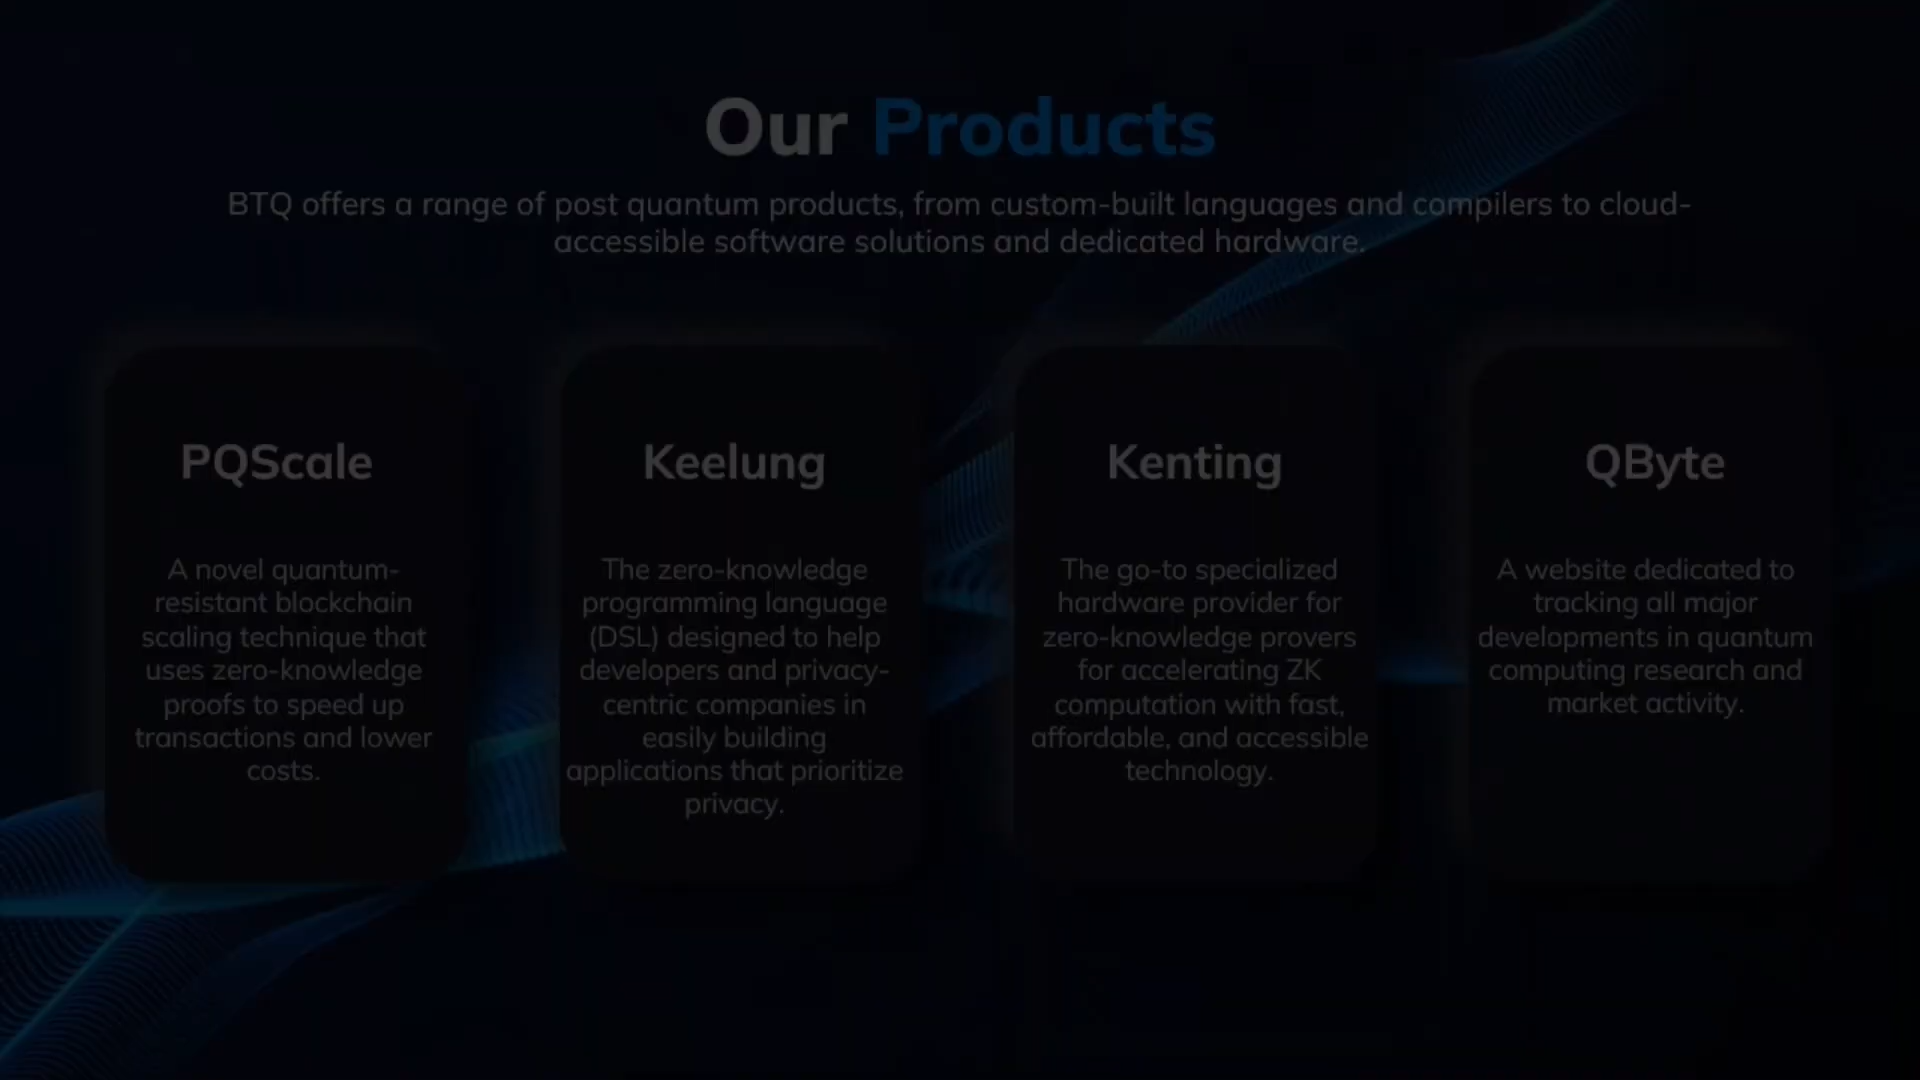 Our Products
BTQ offers a range of post quantum products, from custom-built languages and compilers to cloud-
accessible software solutions and dedicated hardware.
PQScale
A novel quantum-
resistant blockchain
scaling technique that
uses zero-knowledge
proofs to speed up
transactions and lower
costs.
Keelung
The zero-knowledge
programming language
(DSL) designed to help
developers and privacy-
centric companies in
easily building
applications that prioritize
privacy.
Kenting
The go-to specialized
hardware provider for
zero-knowledge provers
for accelerating ZK
computation with fast,
affordable, and accessible
technology.
QByte
A website dedicated to
tracking all major
developments in quantum
computing research and
market activity.